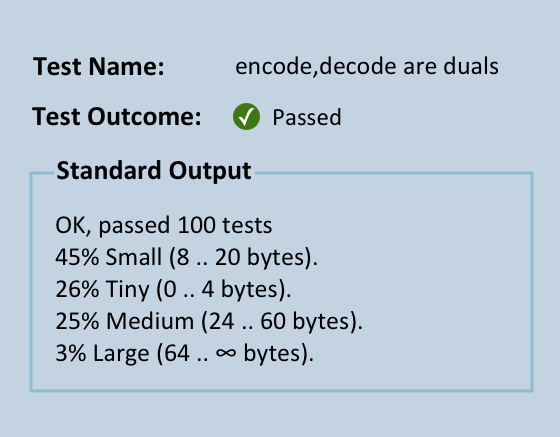 Test Name: encode,decode are duals
Test Outcome: Passed
Standard Output
OK, passed 100 tests
45% Small (8 .. 20 bytes).
26% Tiny (0 .. 4 bytes).
25% Medium (24 .. 60 bytes).
3% Large (64 .. ∞ bytes).